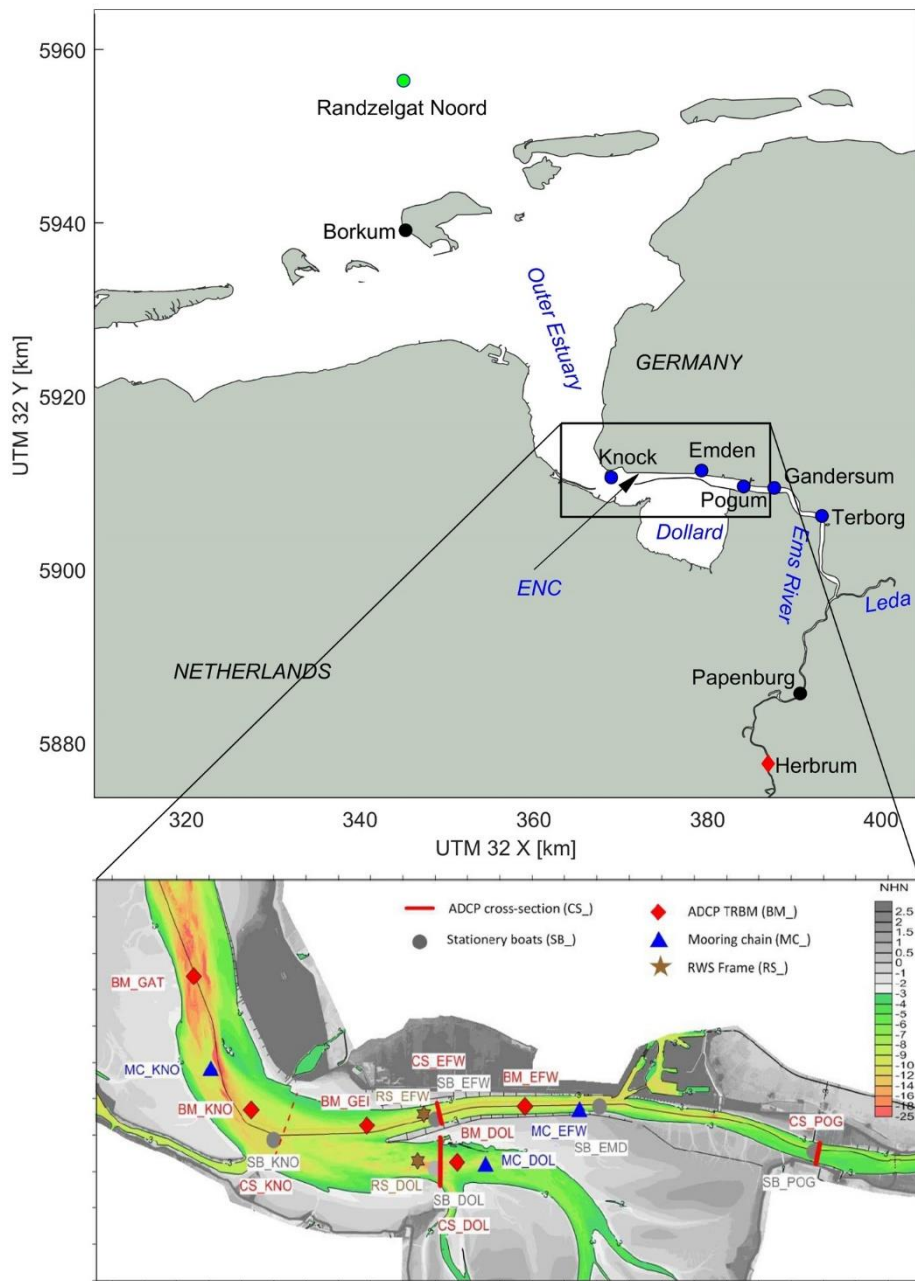 5960
Randzelgat Noord
5940
Borkum
Outer Estuary
GERMANY
5920
UTM 32 Y [km]
Knock
Emden
Gandersum
Pogum
Terborg
Dollard
Ems River
5900
ENC
Leda
NETHERLANDS
Papenburg
5880
Herbrum
320
340
360
380
400
UTM 32 X [km]
ADCP cross-section (CS_)
ADCP TRBM (BM_)
Stationery boats (SB_)
Mooring chain (MC_)
RWS Frame (RS_)
NHN
2.5
2.0
1.5
1.0
0.5
0
-1
-2
-3
-4
-5
-6
-7
-8
-9
-10
-12
-14
-16
-25
BM_GAT
MC_KNO
CS_EFW
SB_EFW
RS_EFW
BM_EFW
BM_GEI
BM_KNO
BM_DOL
MC_EFW
CS_POG
SB_EMD
MC_DOL
SB_KNO
CS_KNO
RS_DOL
SB_POG
SB_DOL
CS_DOL